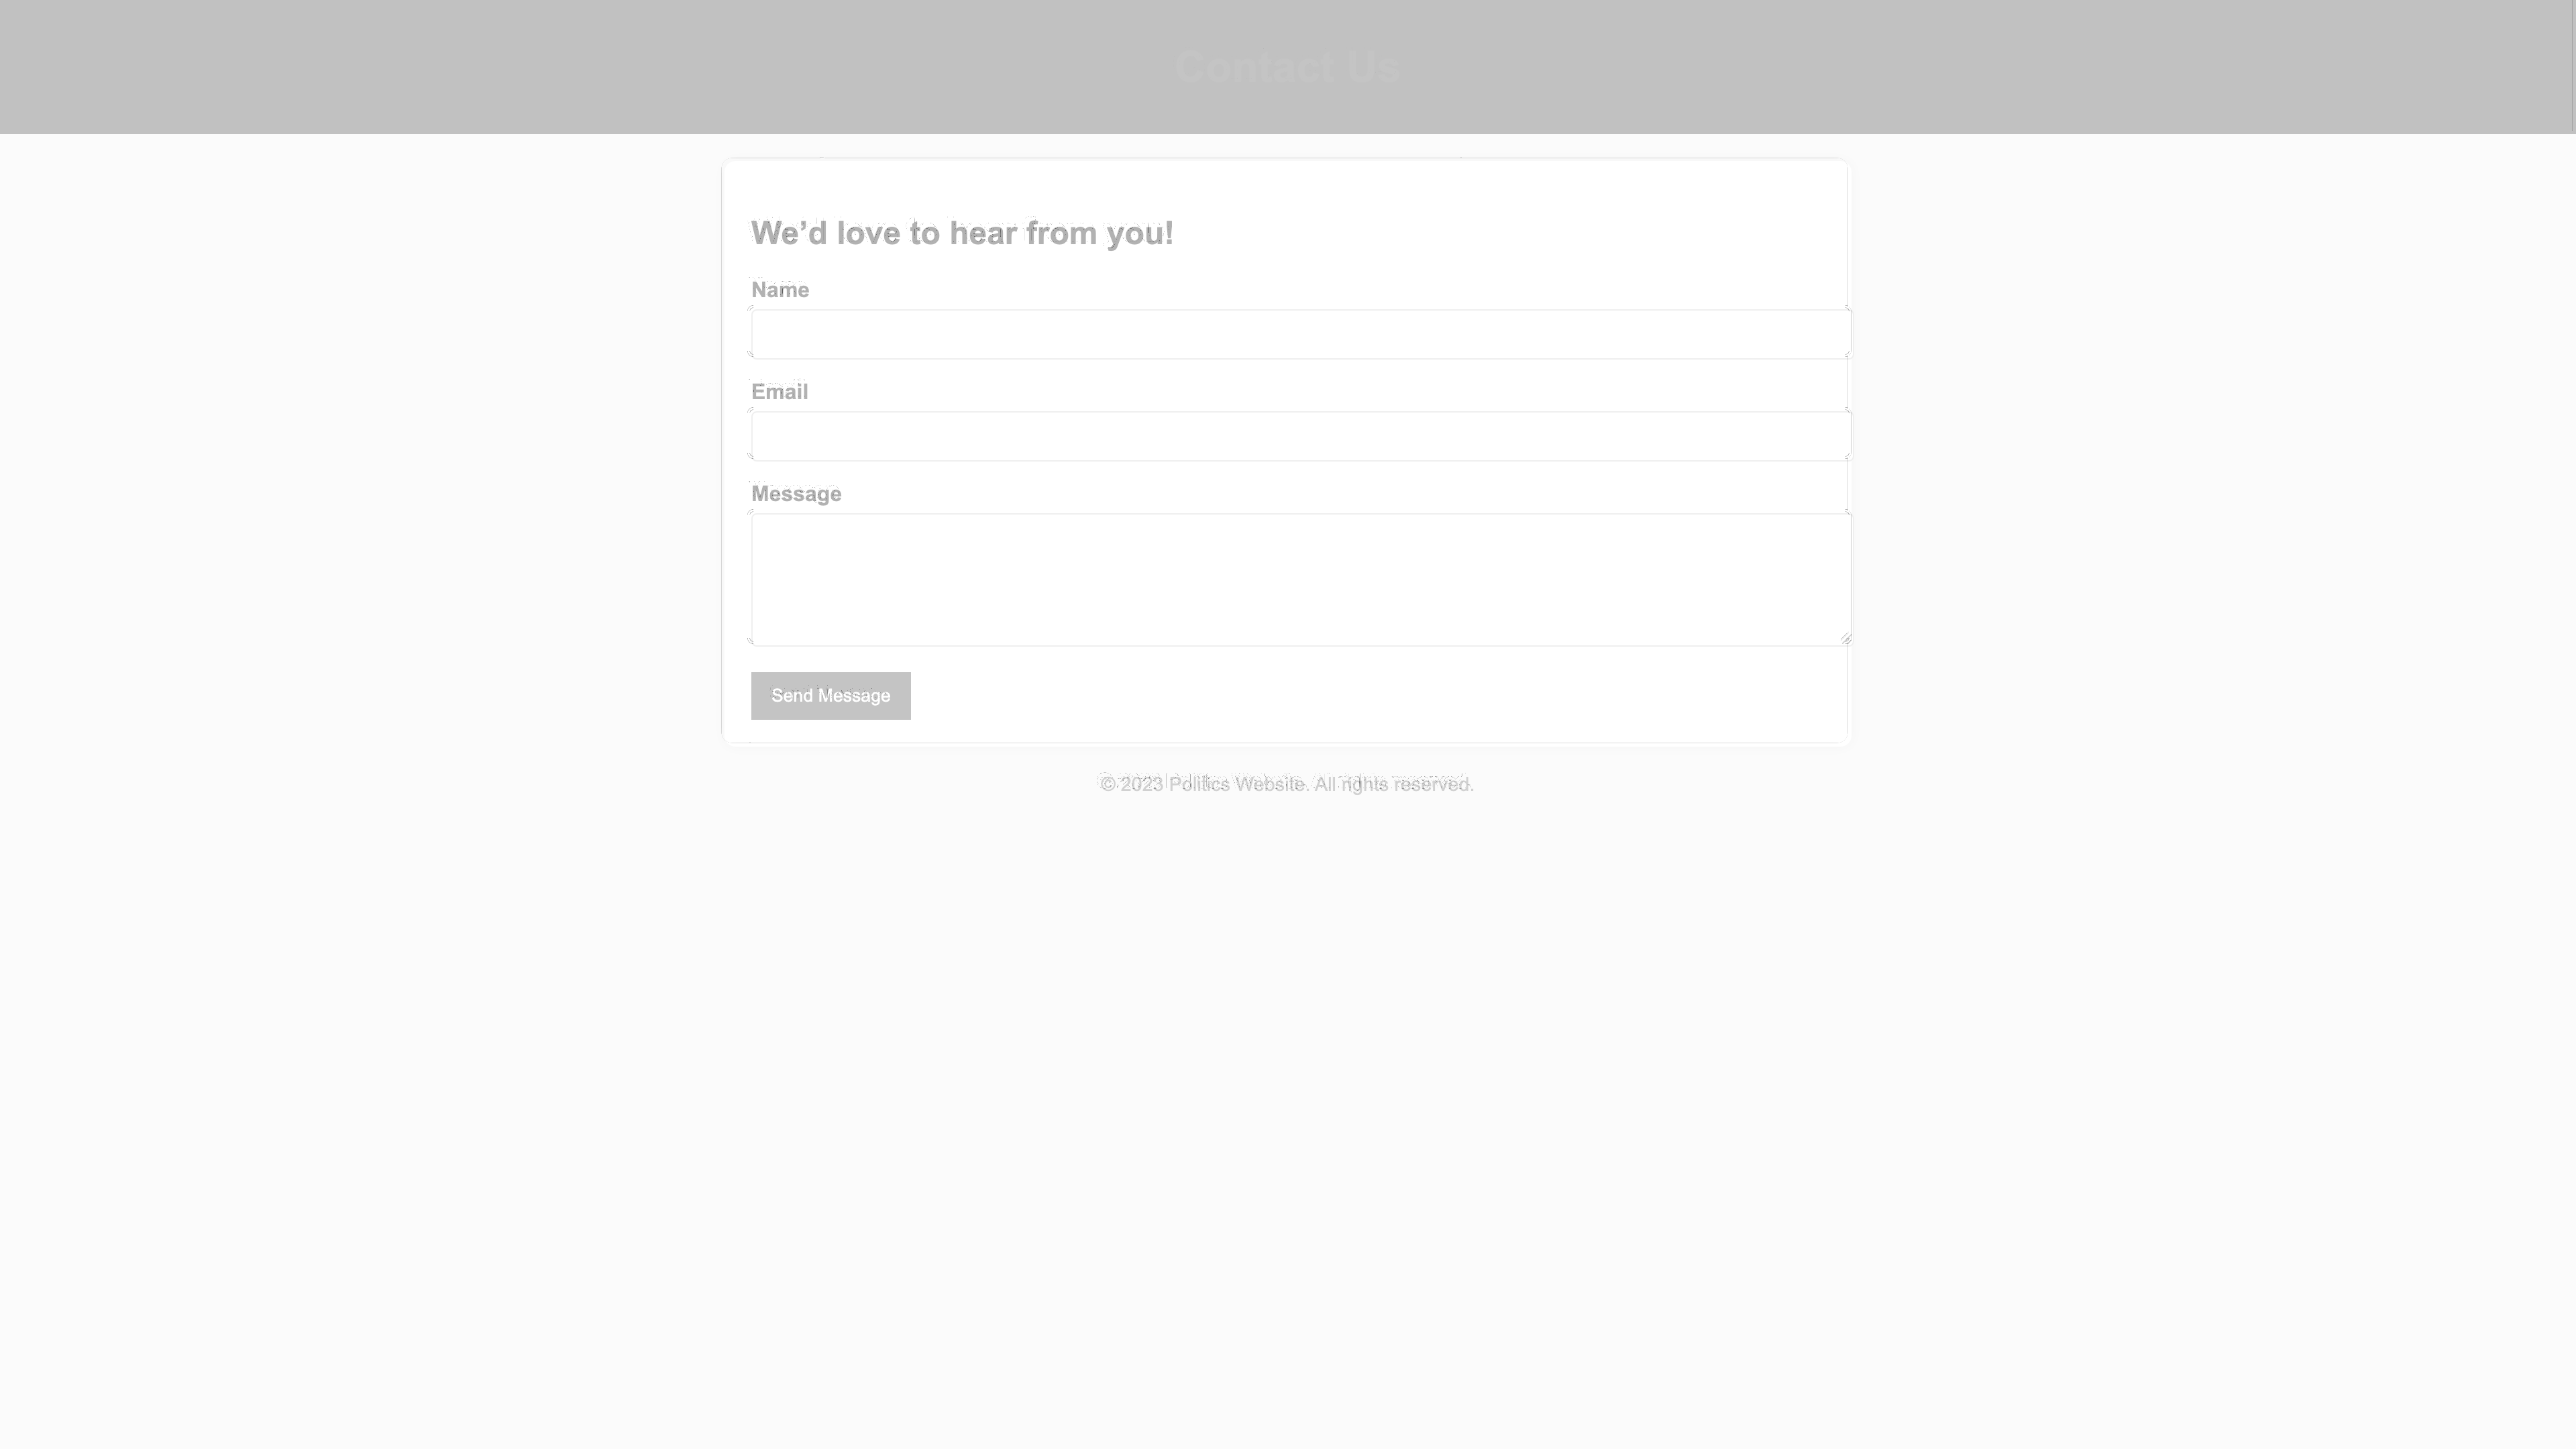 Contact Us
We’d love to hear from you!
Name
Email
Message
Send Message
© 2023 Politics Website. All rights reserved.